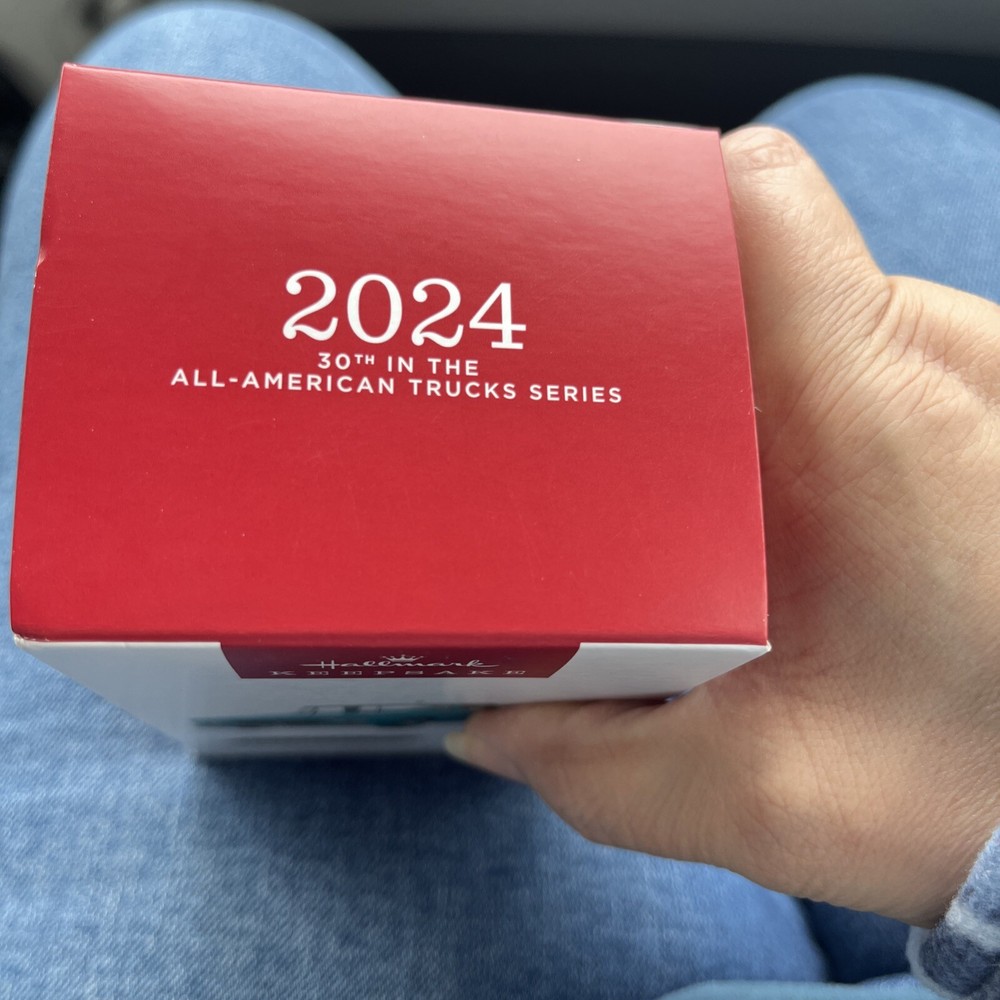 2024
30TH IN THE
ALL-AMERICAN TRUCKS SERIES
Hallmark
KEEPSAKE